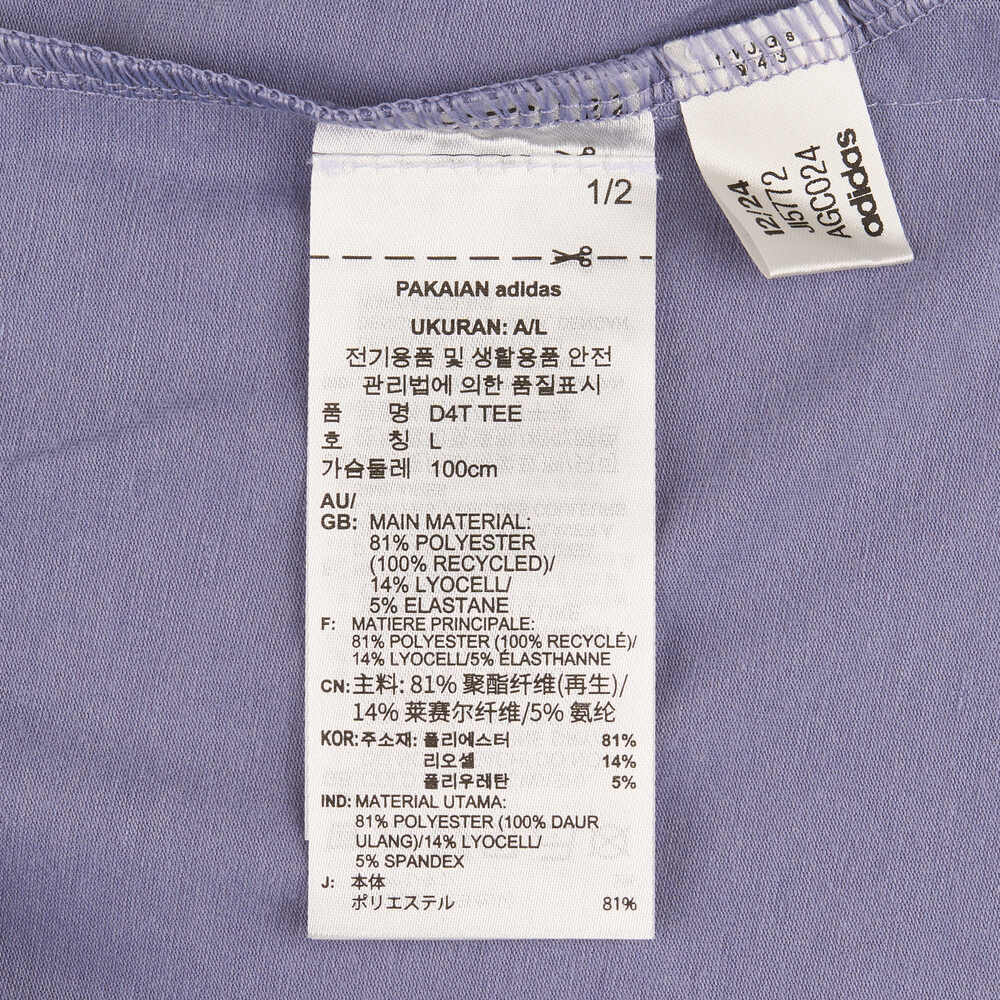 1/2
PAKAIAN adidas
UKURAN: A/L
전기용품 및 생활용품 안전
관리법에 의한 품질표시
품 명 D4T TEE
호 칭 L
가슴둘레 100cm
AU/
GB: MAIN MATERIAL:
81% POLYESTER
(100% RECYCLED)/
14% LYOCELL/
5% ELASTANE
F: MATIERE PRINCIPALE:
81% POLYESTER (100% RECYCLÉ)/
14% LYOCELL/5% ÉLASTHANNE
CN: 主料: 81% 聚酯纤维(再生)/
14% 莱赛尔纤维/5% 氨纶
KOR: 주소재: 폴리에스터 81%
리오셀 14%
폴리우레탄 5%
IND: MATERIAL UTAMA:
81% POLYESTER (100% DAUR
ULANG)/14% LYOCELL/
5% SPANDEX
J: 本体
ポリエステル 81%
12/24
JI5772
AGC024
adidas